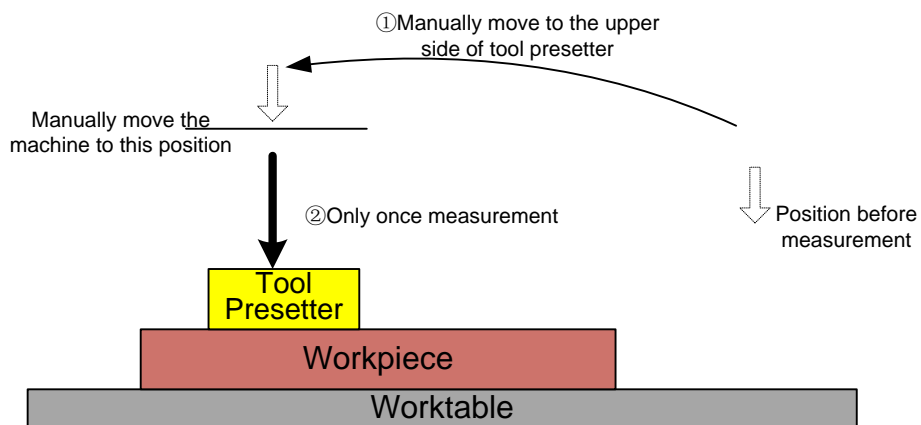 ①Manually move to the upper
side of tool presetter
Manually move the
machine to this position
②Only once measurement
Position before
measurement
Tool
Presetter
Workpiece
Worktable